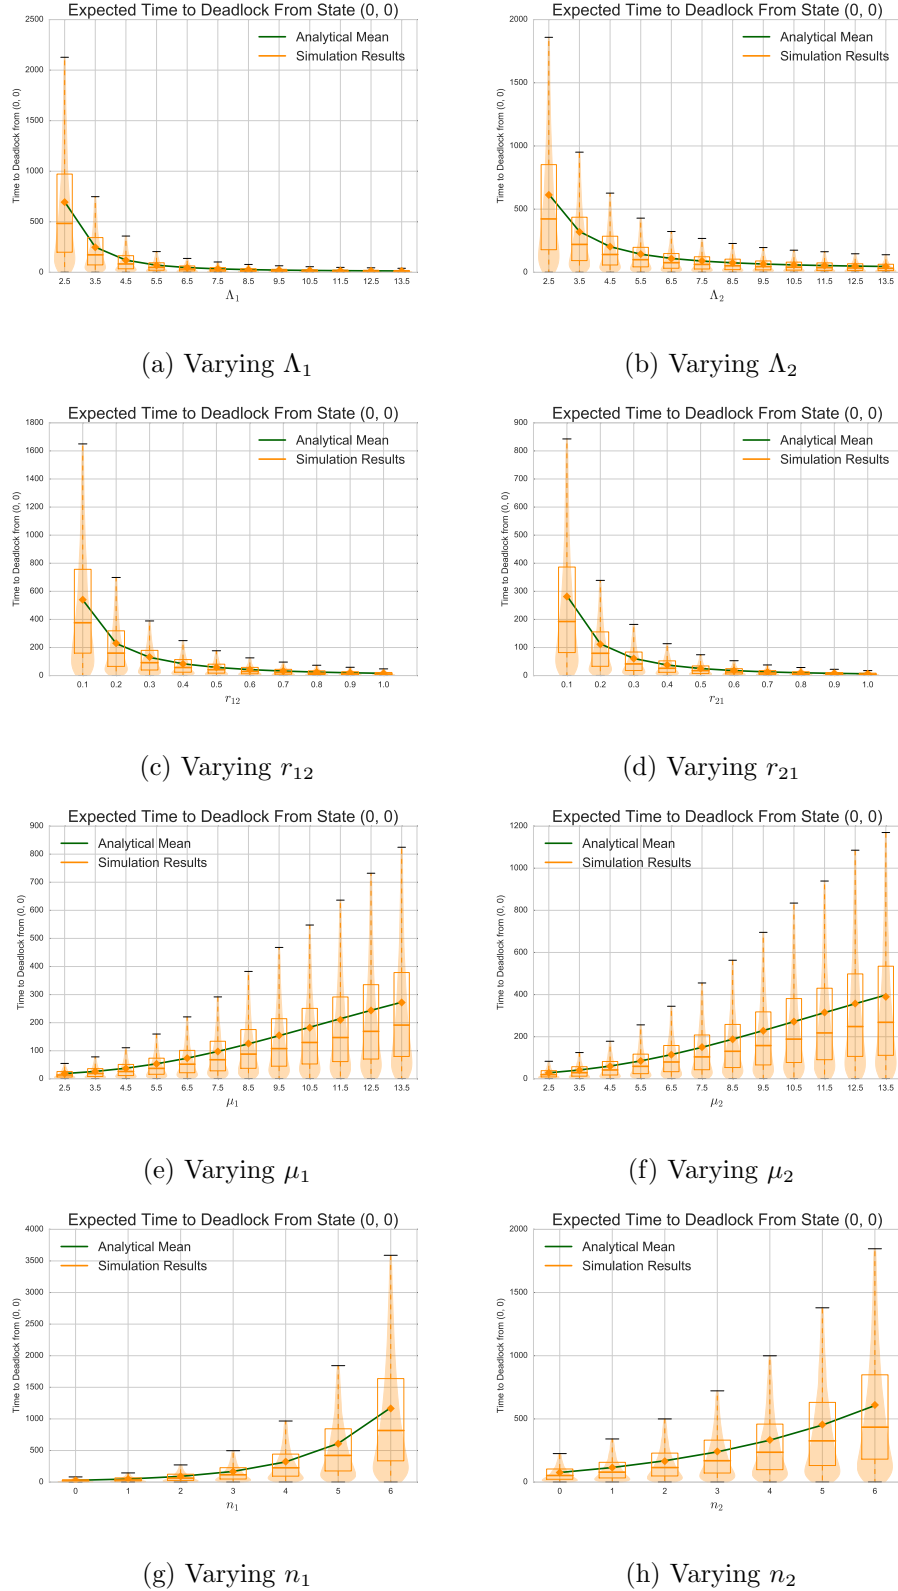 Expected Time to Deadlock From State (0, 0)
Time to Deadlock from (0, 0)
2500
2000
1500
1000
500
0
Analytical Mean
Simulation Results
2.5 3.5 4.5 5.5 6.5 7.5 8.5 9.5 10.5 11.5 12.5 13.5
Λ₁
(a) Varying Λ₁
Expected Time to Deadlock From State (0, 0)
Time to Deadlock from (0, 0)
2000
1500
1000
500
0
Analytical Mean
Simulation Results
2.5 3.5 4.5 5.5 6.5 7.5 8.5 9.5 10.5 11.5 12.5 13.5
Λ₂
(b) Varying Λ₂
Expected Time to Deadlock From State (0, 0)
Time to Deadlock from (0, 0)
1800
1600
1400
1200
1000
800
600
400
200
0
Analytical Mean
Simulation Results
0.1 0.2 0.3 0.4 0.5 0.6 0.7 0.8 0.9 1.0
r₁₂
(c) Varying r₁₂
Expected Time to Deadlock From State (0, 0)
Time to Deadlock from (0, 0)
900
800
700
600
500
400
300
200
100
0
Analytical Mean
Simulation Results
0.1 0.2 0.3 0.4 0.5 0.6 0.7 0.8 0.9 1.0
r₂₁
(d) Varying r₂₁
Expected Time to Deadlock From State (0, 0)
Time to Deadlock from (0, 0)
900
800
700
600
500
400
300
200
100
0
Analytical Mean
Simulation Results
2.5 3.5 4.5 5.5 6.5 7.5 8.5 9.5 10.5 11.5 12.5 13.5
μ₁
(e) Varying μ₁
Expected Time to Deadlock From State (0, 0)
Time to Deadlock from (0, 0)
1200
1000
800
600
400
200
0
Analytical Mean
Simulation Results
2.5 3.5 4.5 5.5 6.5 7.5 8.5 9.5 10.5 11.5 12.5 13.5
μ₂
(f) Varying μ₂
Expected Time to Deadlock From State (0, 0)
Time to Deadlock from (0, 0)
4000
3500
3000
2500
2000
1500
1000
500
0
Analytical Mean
Simulation Results
0 1 2 3 4 5 6
n₁
(g) Varying n₁
Expected Time to Deadlock From State (0, 0)
Time to Deadlock from (0, 0)
2000
1500
1000
500
0
Analytical Mean
Simulation Results
0 1 2 3 4 5 6
n₂
(h) Varying n₂